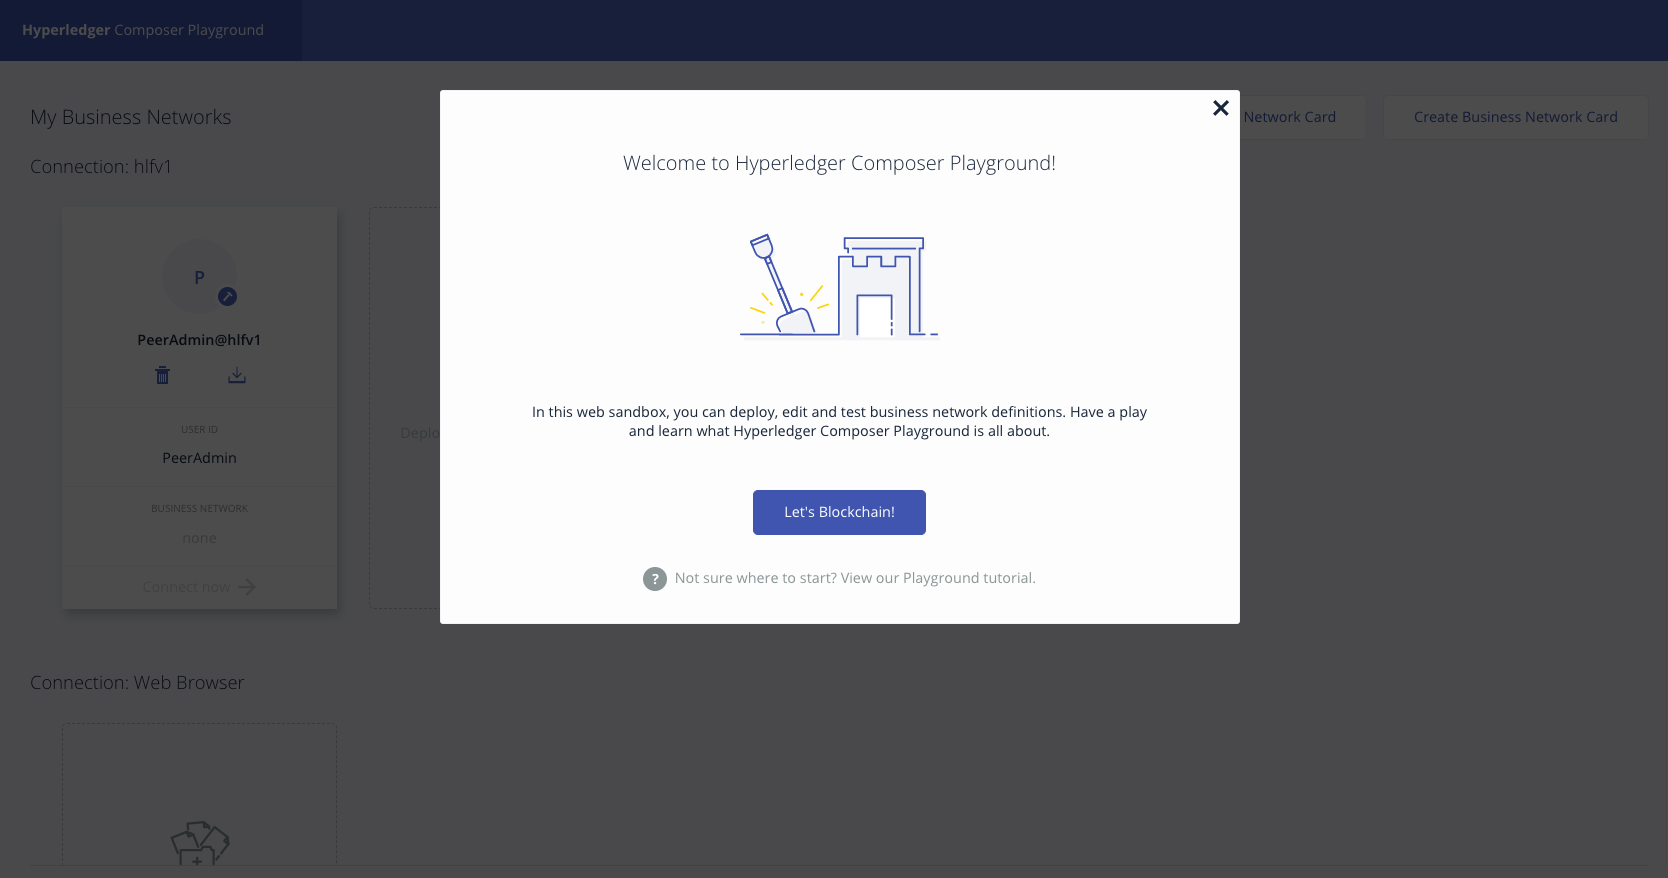 Hyperledger Composer Playground
My Business Networks
Network Card
Create Business Network Card
Connection: hlfv1
P
PeerAdmin@hlfv1
USER ID
PeerAdmin
BUSINESS NETWORK
none
Connect now
Welcome to Hyperledger Composer Playground!
In this web sandbox, you can deploy, edit and test business network definitions. Have a play
and learn what Hyperledger Composer Playground is all about.
Let's Blockchain!
? Not sure where to start? View our Playground tutorial.
Connection: Web Browser